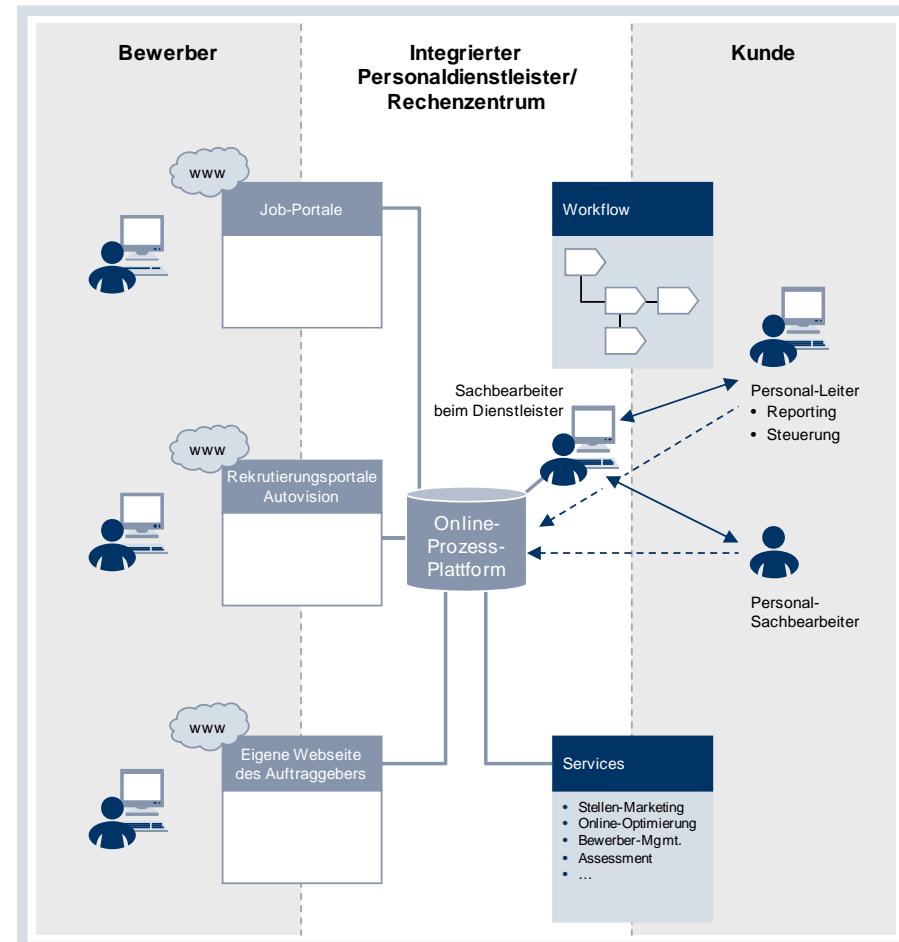 Bewerber
Integrierter
Personaldienstleister/
Rechenzentrum
Kunde
www
Job-Portale
Workflow
Sachbearbeiter
beim Dienstleister
Personal-Leiter
• Reporting
• Steuerung
www
Rekrutierungsportale
Autovision
Online-
Prozess-
Plattform
Personal-
Sachbearbeiter
www
Eigene Webseite
des Auftraggebers
Services
• Stellen-Marketing
• Online-Optimierung
• Bewerber-Mgmt.
• Assessment
• …